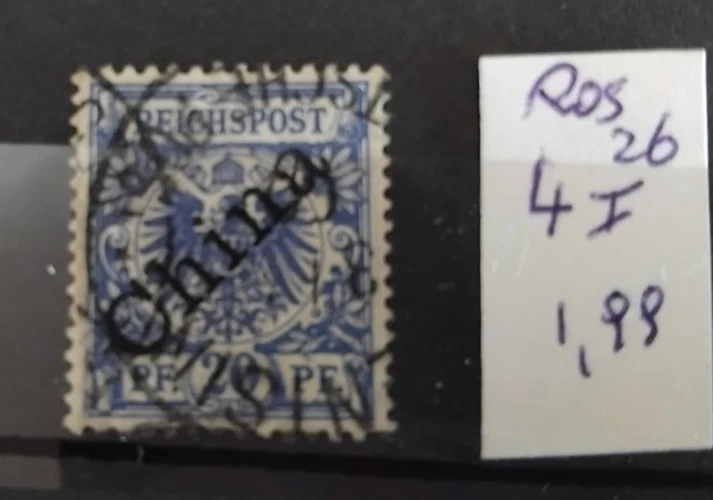 REICHSPOST
China
PF. 20 PF.
Ros
26
4 I
1,99